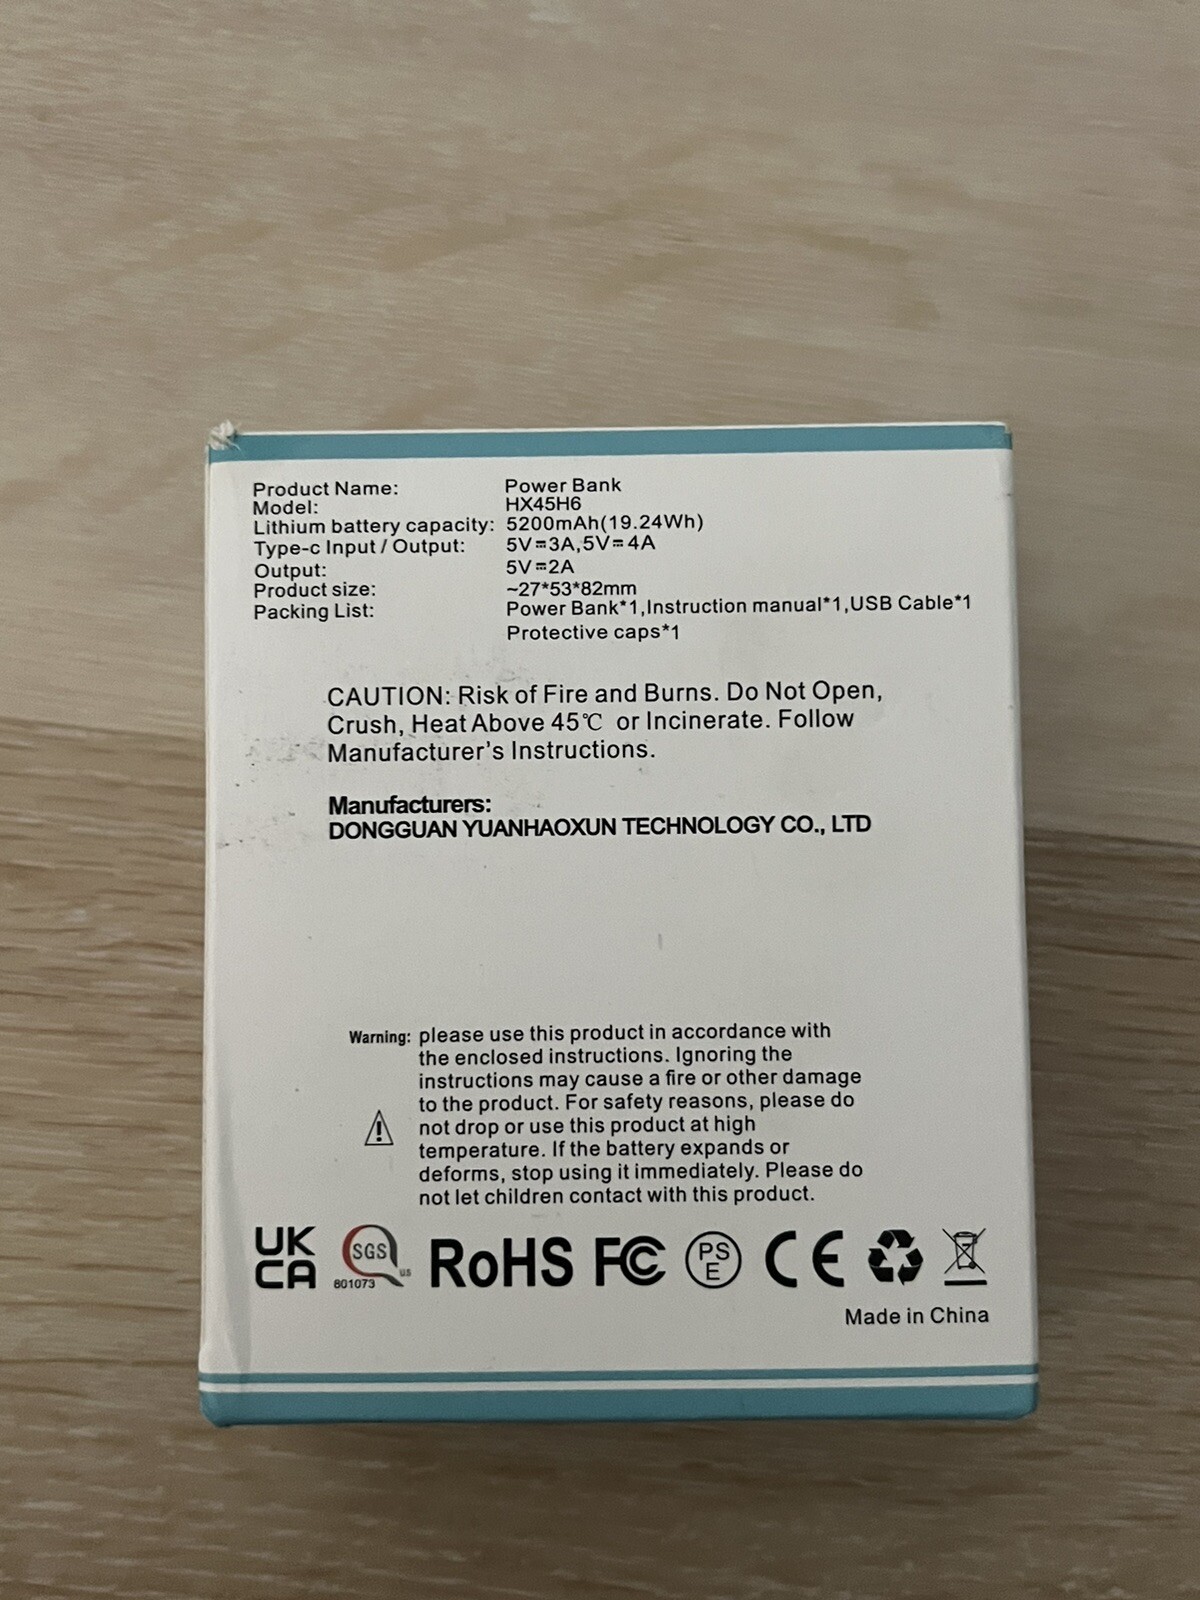 Product Name: Power Bank
Model: HX45H6
Lithium battery capacity: 5200mAh(19.24Wh)
Type-c Input / Output: 5V⎓3A,5V⎓4A
Output: 5V⎓2A
Product size: ~27*53*82mm
Packing List: Power Bank*1,Instruction manual*1,USB Cable*1
Protective caps*1
CAUTION: Risk of Fire and Burns. Do Not Open,
Crush, Heat Above 45℃ or Incinerate. Follow
Manufacturer's Instructions.
Manufacturers:
DONGGUAN YUANHAOXUN TECHNOLOGY CO., LTD
Warning: please use this product in accordance with
the enclosed instructions. Ignoring the
instructions may cause a fire or other damage
to the product. For safety reasons, please do
not drop or use this product at high
temperature. If the battery expands or
deforms, stop using it immediately. Please do
not let children contact with this product.
UK
CA
SGS
801073 us
RoHS FC
PS
E
CE
Made in China